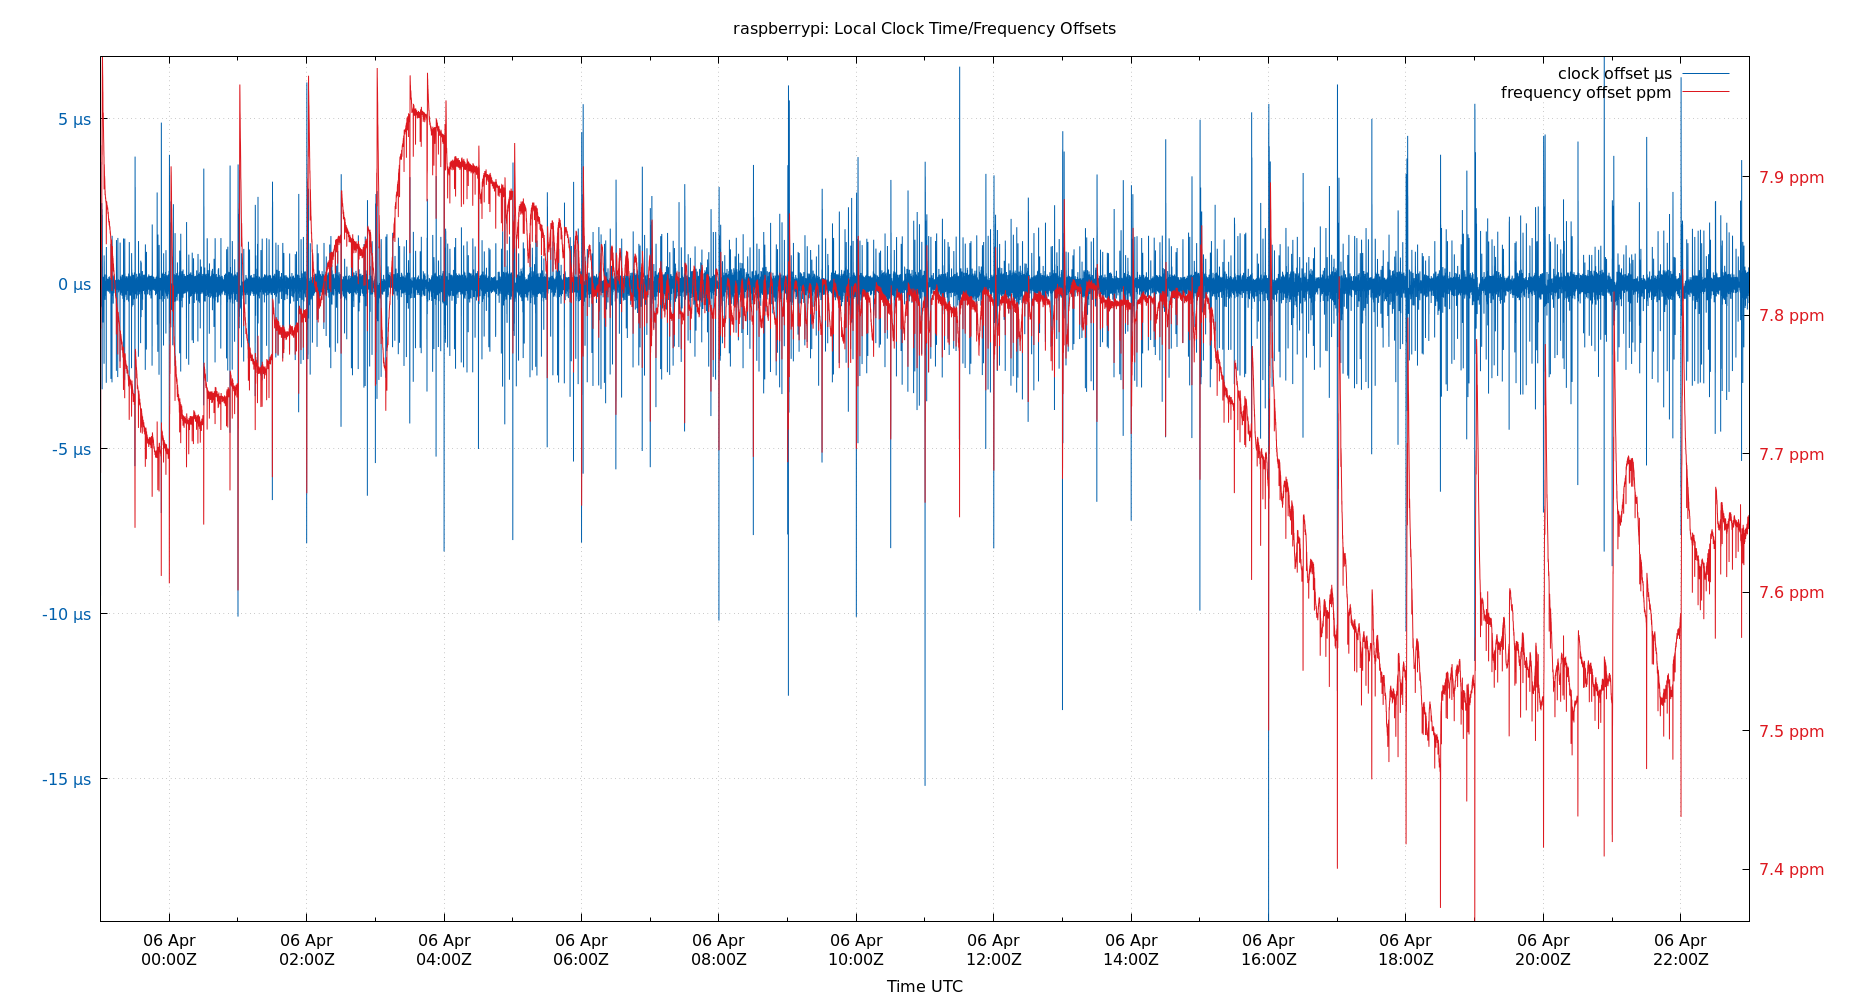 raspberrypi: Local Clock Time/Frequency Offsets
clock offset µs
frequency offset ppm
5 µs
0 µs
-5 µs
-10 µs
-15 µs
7.9 ppm
7.8 ppm
7.7 ppm
7.6 ppm
7.5 ppm
7.4 ppm
06 Apr 06 Apr 06 Apr 06 Apr 06 Apr 06 Apr 06 Apr 06 Apr 06 Apr 06 Apr 06 Apr 06 Apr
00:00Z 02:00Z 04:00Z 06:00Z 08:00Z 10:00Z 12:00Z 14:00Z 16:00Z 18:00Z 20:00Z 22:00Z
Time UTC